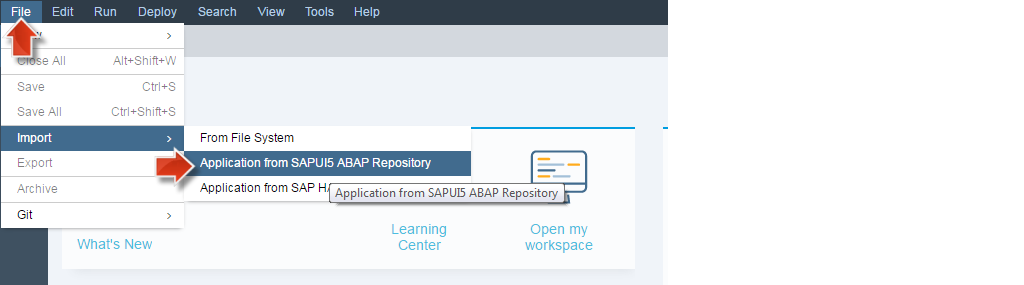 File Edit Run Deploy Search View Tools Help
Close All Alt+Shift+W
Save Ctrl+S
Save All Ctrl+Shift+S
Import
From File System
Export
Application from SAPUI5 ABAP Repository
Archive
Application from SAP HA
Application from SAPUI5 ABAP Repository
Git
What's New
Learning
Center
Open my
workspace